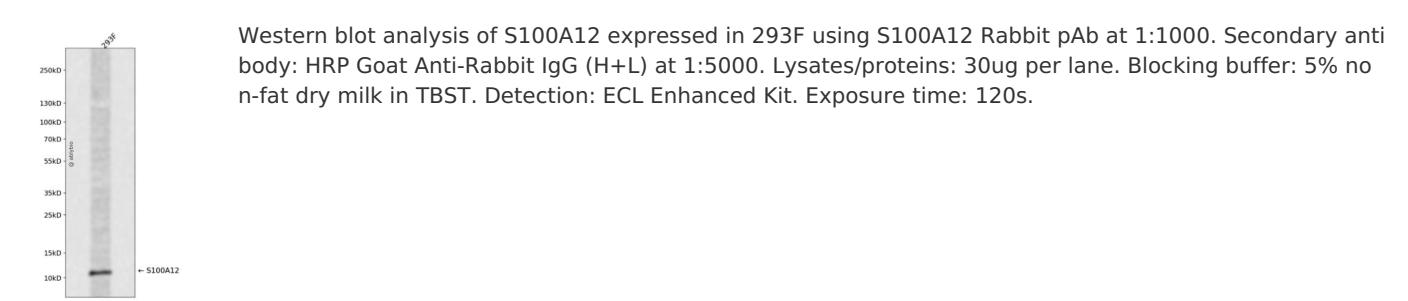 293F
250kD
130kD
100kD
70kD
55kD
35kD
25kD
15kD
10kD
@ abbybio
← S100A12
Western blot analysis of S100A12 expressed in 293F using S100A12 Rabbit pAb at 1:1000. Secondary anti
body: HRP Goat Anti-Rabbit IgG (H+L) at 1:5000. Lysates/proteins: 30ug per lane. Blocking buffer: 5% no
n-fat dry milk in TBST. Detection: ECL Enhanced Kit. Exposure time: 120s.